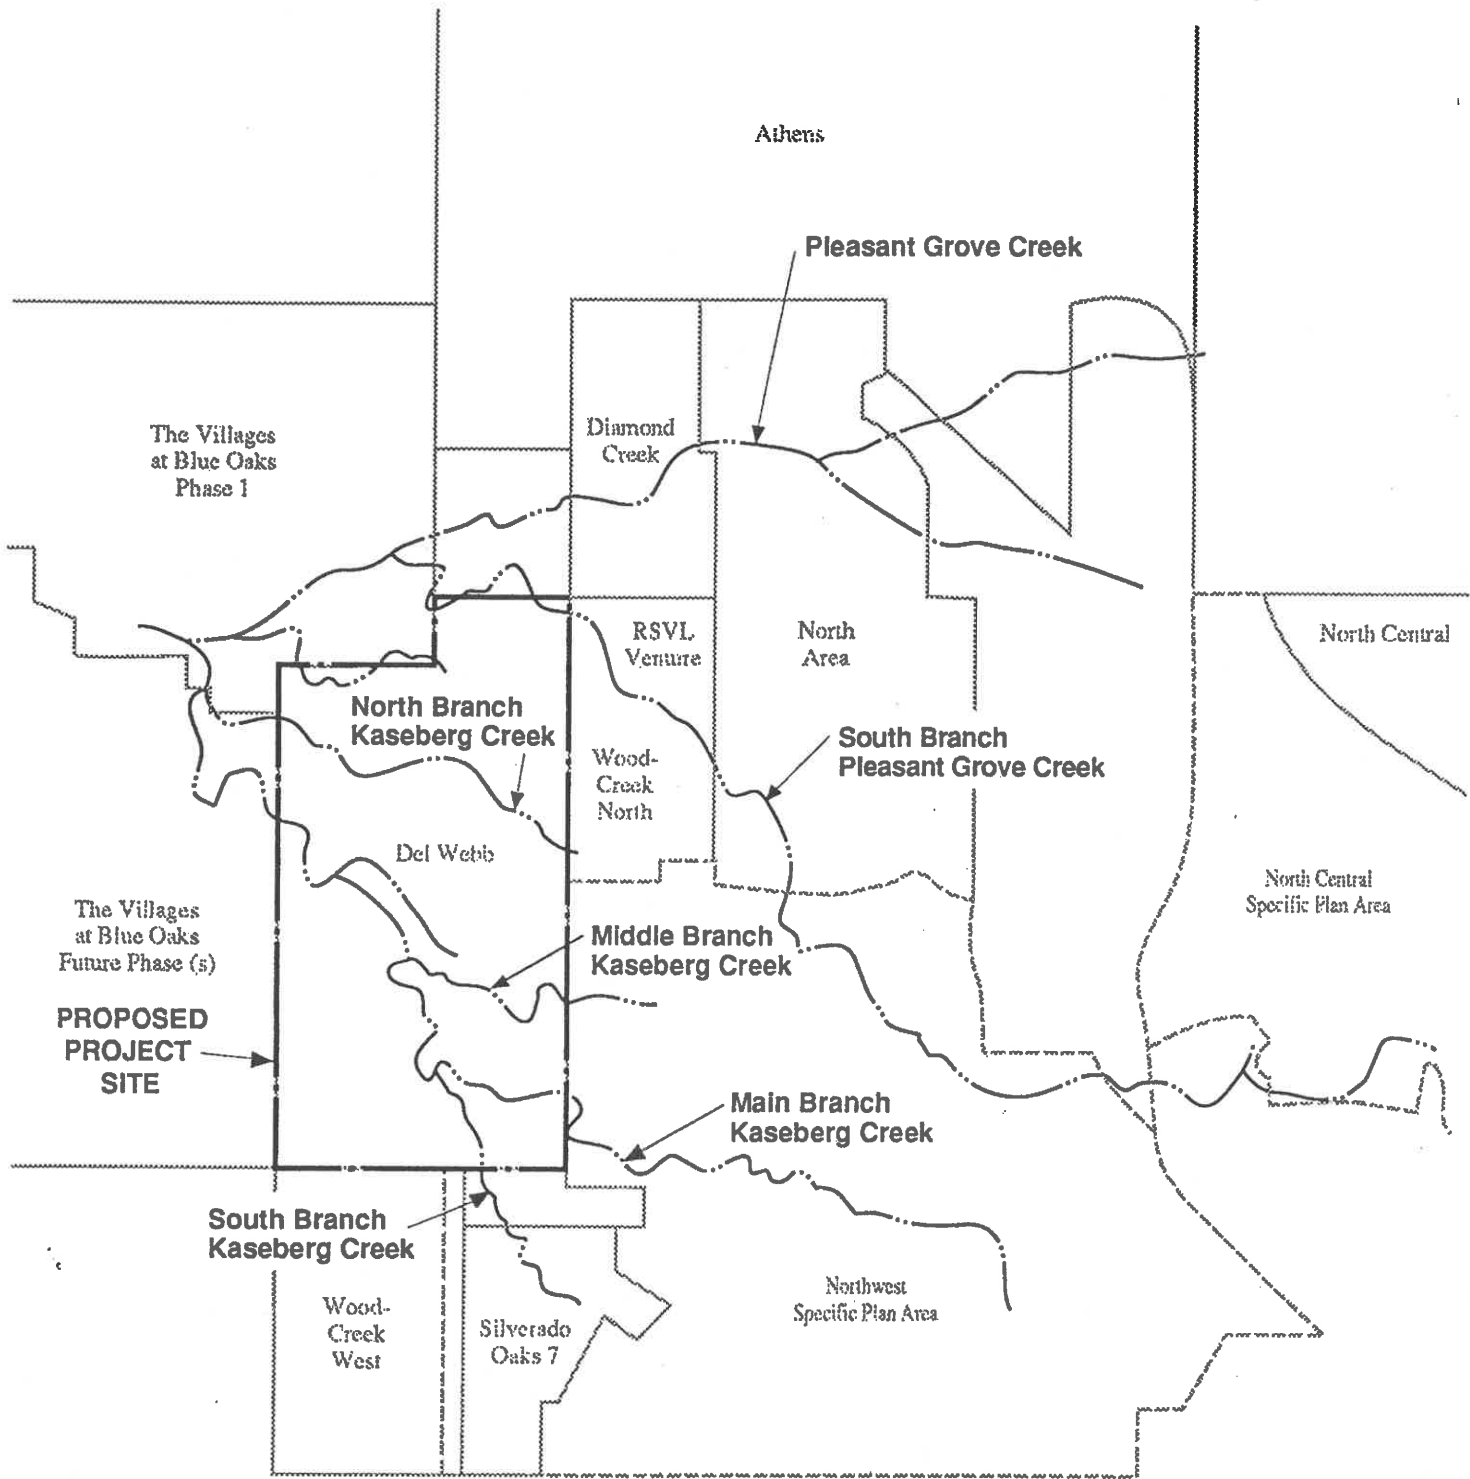 Athens
Pleasant Grove Creek
Diamond
Creek
The Villages
at Blue Oaks
Phase 1
RSVL
Venture
North
Area
North Central
North Branch
Kaseberg Creek
Wood-
Creek
North
South Branch
Pleasant Grove Creek
Del Webb
North Central
Specific Plan Area
The Villages
at Blue Oaks
Future Phase (s)
Middle Branch
Kaseberg Creek
PROPOSED
PROJECT
SITE
Main Branch
Kaseberg Creek
South Branch
Kaseberg Creek
Northwest
Specific Plan Area
Wood-
Creek
West
Silverado
Oaks 7